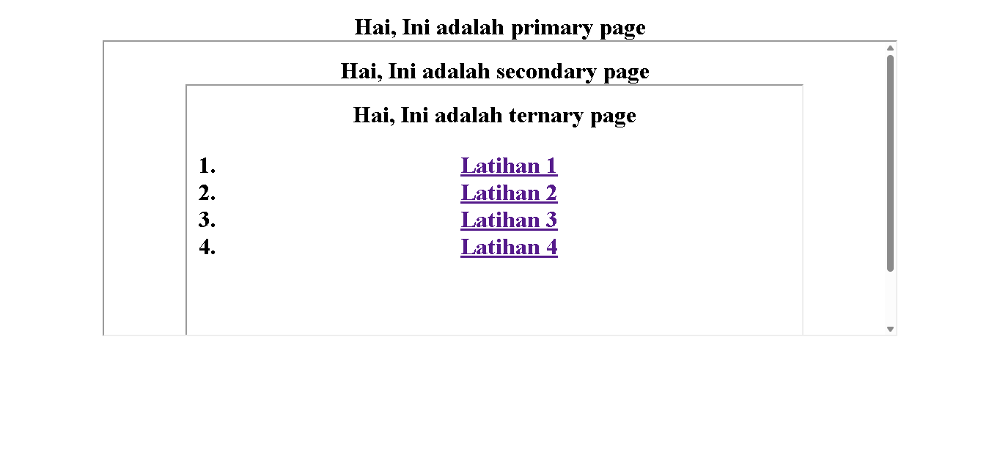 Hai, Ini adalah primary page
Hai, Ini adalah secondary page
Hai, Ini adalah ternary page
1. Latihan 1
2. Latihan 2
3. Latihan 3
4. Latihan 4